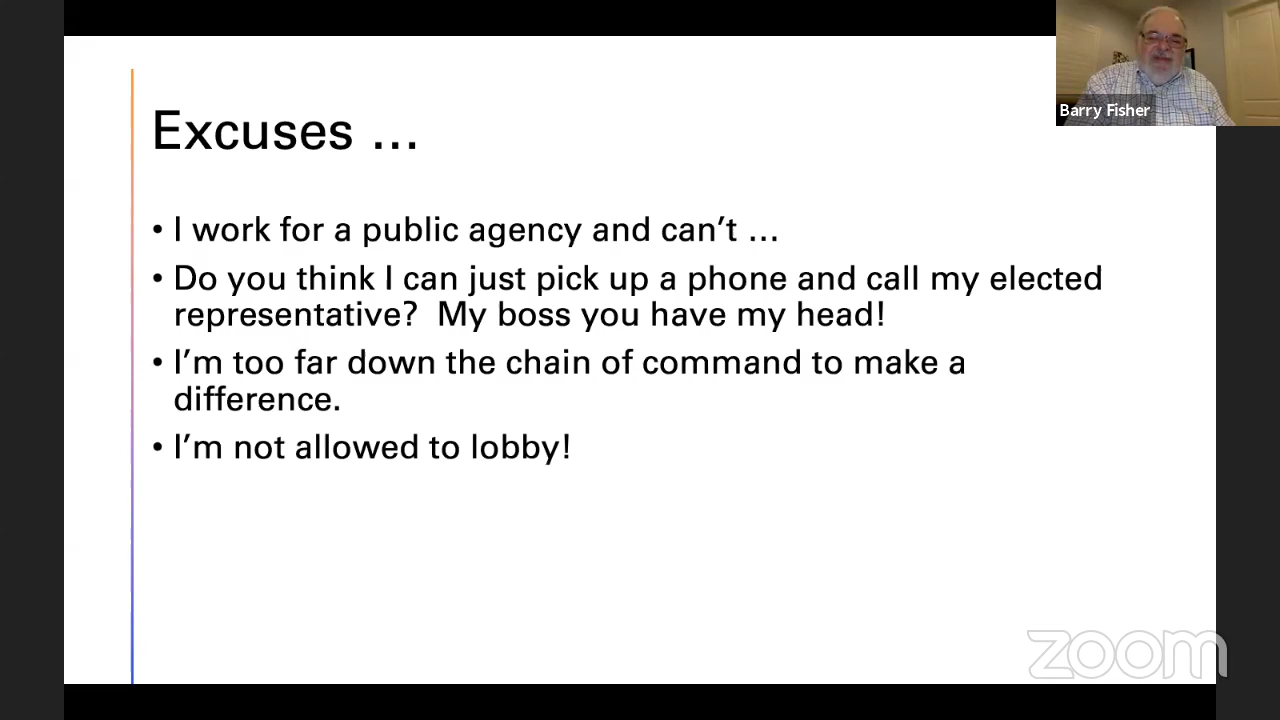 Barry Fisher
Excuses …
• I work for a public agency and can’t …
• Do you think I can just pick up a phone and call my elected
representative?  My boss you have my head!
• I’m too far down the chain of command to make a
difference.
• I’m not allowed to lobby!
zoom